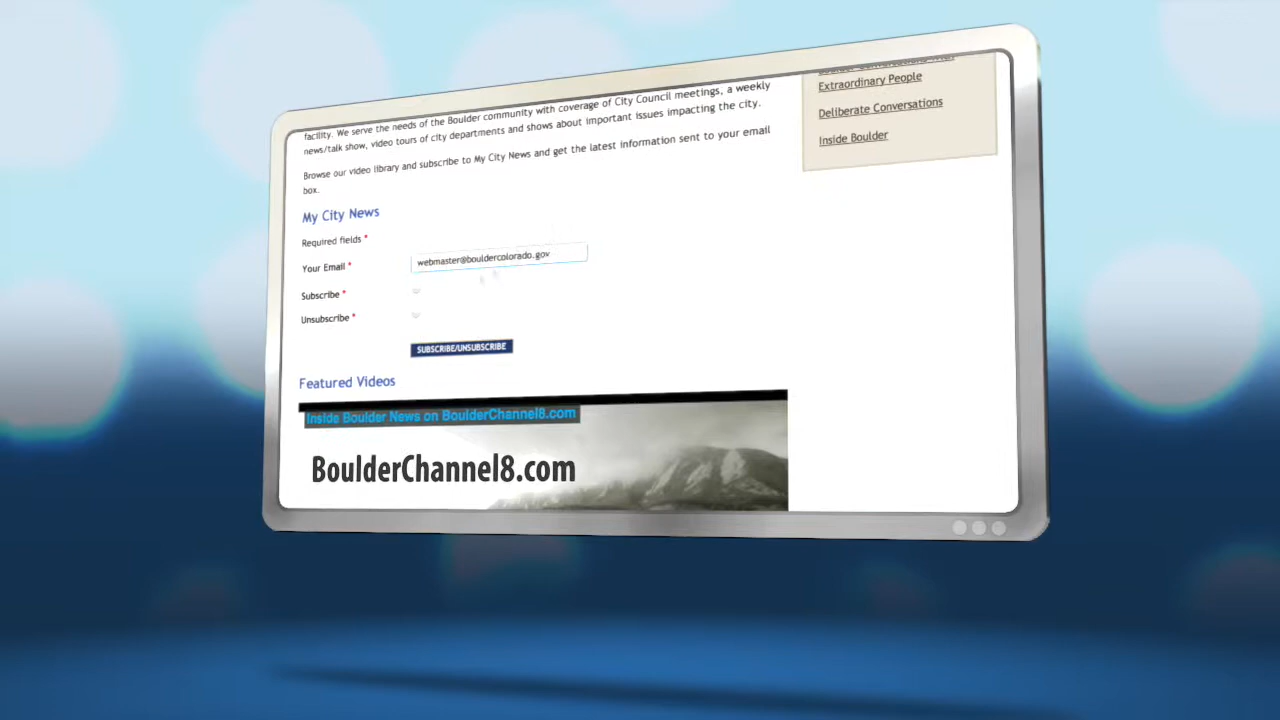 facility. We serve the needs of the Boulder community with coverage of City Council meetings, a weekly
news/talk show, video tours of city departments and shows about important issues impacting the city.
Browse our video library and subscribe to My City News and get the latest information sent to your email
box.
My City News
Required fields *
Your Email * webmaster@bouldercolorado.gov
Subscribe *
Unsubscribe *
SUBSCRIBE/UNSUBSCRIBE
Featured Videos
Inside Boulder News on BoulderChannel8.com
BoulderChannel8.com
Extraordinary People
Deliberate Conversations
Inside Boulder